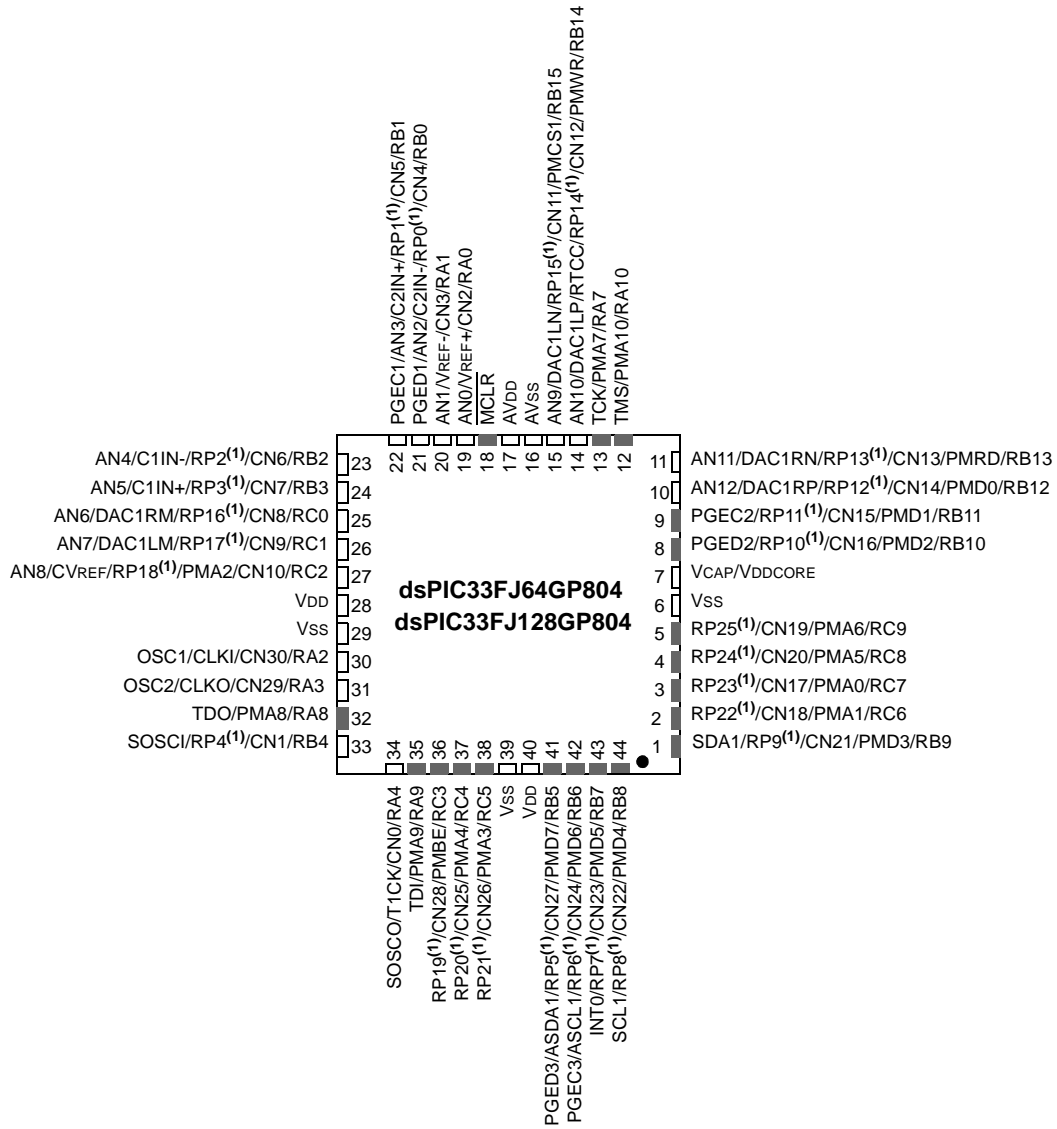 PGEC1/AN3/C2IN+/RP1(1)/CN5/RB1
PGED1/AN2/C2IN-/RP0(1)/CN4/RB0
AN1/VREF-/CN3/RA1
AN0/VREF+/CN2/RA0
MCLR
AVDD
AVSS
AN9/DAC1LN/RP15(1)/CN11/PMCS1/RB15
AN10/DAC1LP/RTCC/RP14(1)/CN12/PMWR/RB14
TCK/PMA7/RA7
TMS/PMA10/RA10
22 21 20 19 18 17 16 15 14 13 12
AN4/C1IN-/RP2(1)/CN6/RB2 23
AN5/C1IN+/RP3(1)/CN7/RB3 24
AN6/DAC1RM/RP16(1)/CN8/RC0 25
AN7/DAC1LM/RP17(1)/CN9/RC1 26
AN8/CVREF/RP18(1)/PMA2/CN10/RC2 27
VDD 28
VSS 29
OSC1/CLKI/CN30/RA2 30
OSC2/CLKO/CN29/RA3 31
TDO/PMA8/RA8 32
SOSCI/RP4(1)/CN1/RB4 33
dsPIC33FJ64GP804
dsPIC33FJ128GP804
11 AN11/DAC1RN/RP13(1)/CN13/PMRD/RB13
10 AN12/DAC1RP/RP12(1)/CN14/PMD0/RB12
9 PGEC2/RP11(1)/CN15/PMD1/RB11
8 PGED2/RP10(1)/CN16/PMD2/RB10
7 VCAP/VDDCORE
6 VSS
5 RP25(1)/CN19/PMA6/RC9
4 RP24(1)/CN20/PMA5/RC8
3 RP23(1)/CN17/PMA0/RC7
2 RP22(1)/CN18/PMA1/RC6
1 SDA1/RP9(1)/CN21/PMD3/RB9
34 35 36 37 38 39 40 41 42 43 44
SOSCO/T1CK/CN0/RA4
TDI/PMA9/RA9
RP19(1)/CN28/PMBE/RC3
RP20(1)/CN25/PMA4/RC4
RP21(1)/CN26/PMA3/RC5
VSS
VDD
PGED3/ASDA1/RP5(1)/CN27/PMD7/RB5
PGEC3/ASCL1/RP6(1)/CN24/PMD6/RB6
INT0/RP7(1)/CN23/PMD5/RB7
SCL1/RP8(1)/CN22/PMD4/RB8